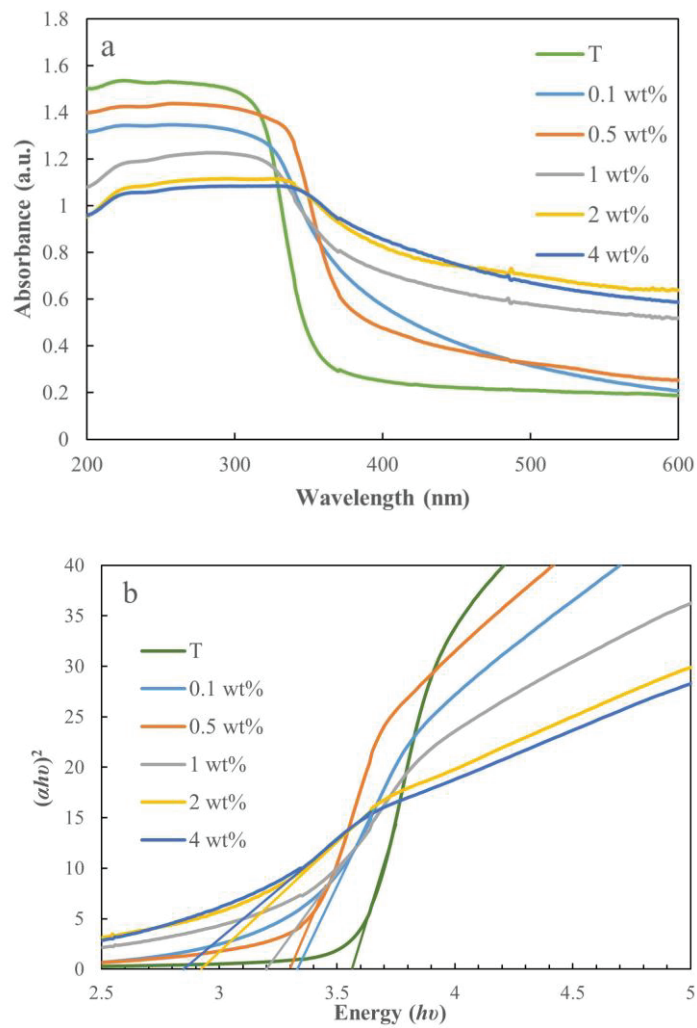 a
1.8
1.6
1.4
1.2
1
0.8
0.6
0.4
0.2
0
Absorbance (a.u.)
T
0.1 wt%
0.5 wt%
1 wt%
2 wt%
4 wt%
200 300 400 500 600
Wavelength (nm)
b
40
35
30
25
20
15
10
5
0
(αhυ)²
T
0.1 wt%
0.5 wt%
1 wt%
2 wt%
4 wt%
2.5 3 3.5 4 4.5 5
Energy (hυ)